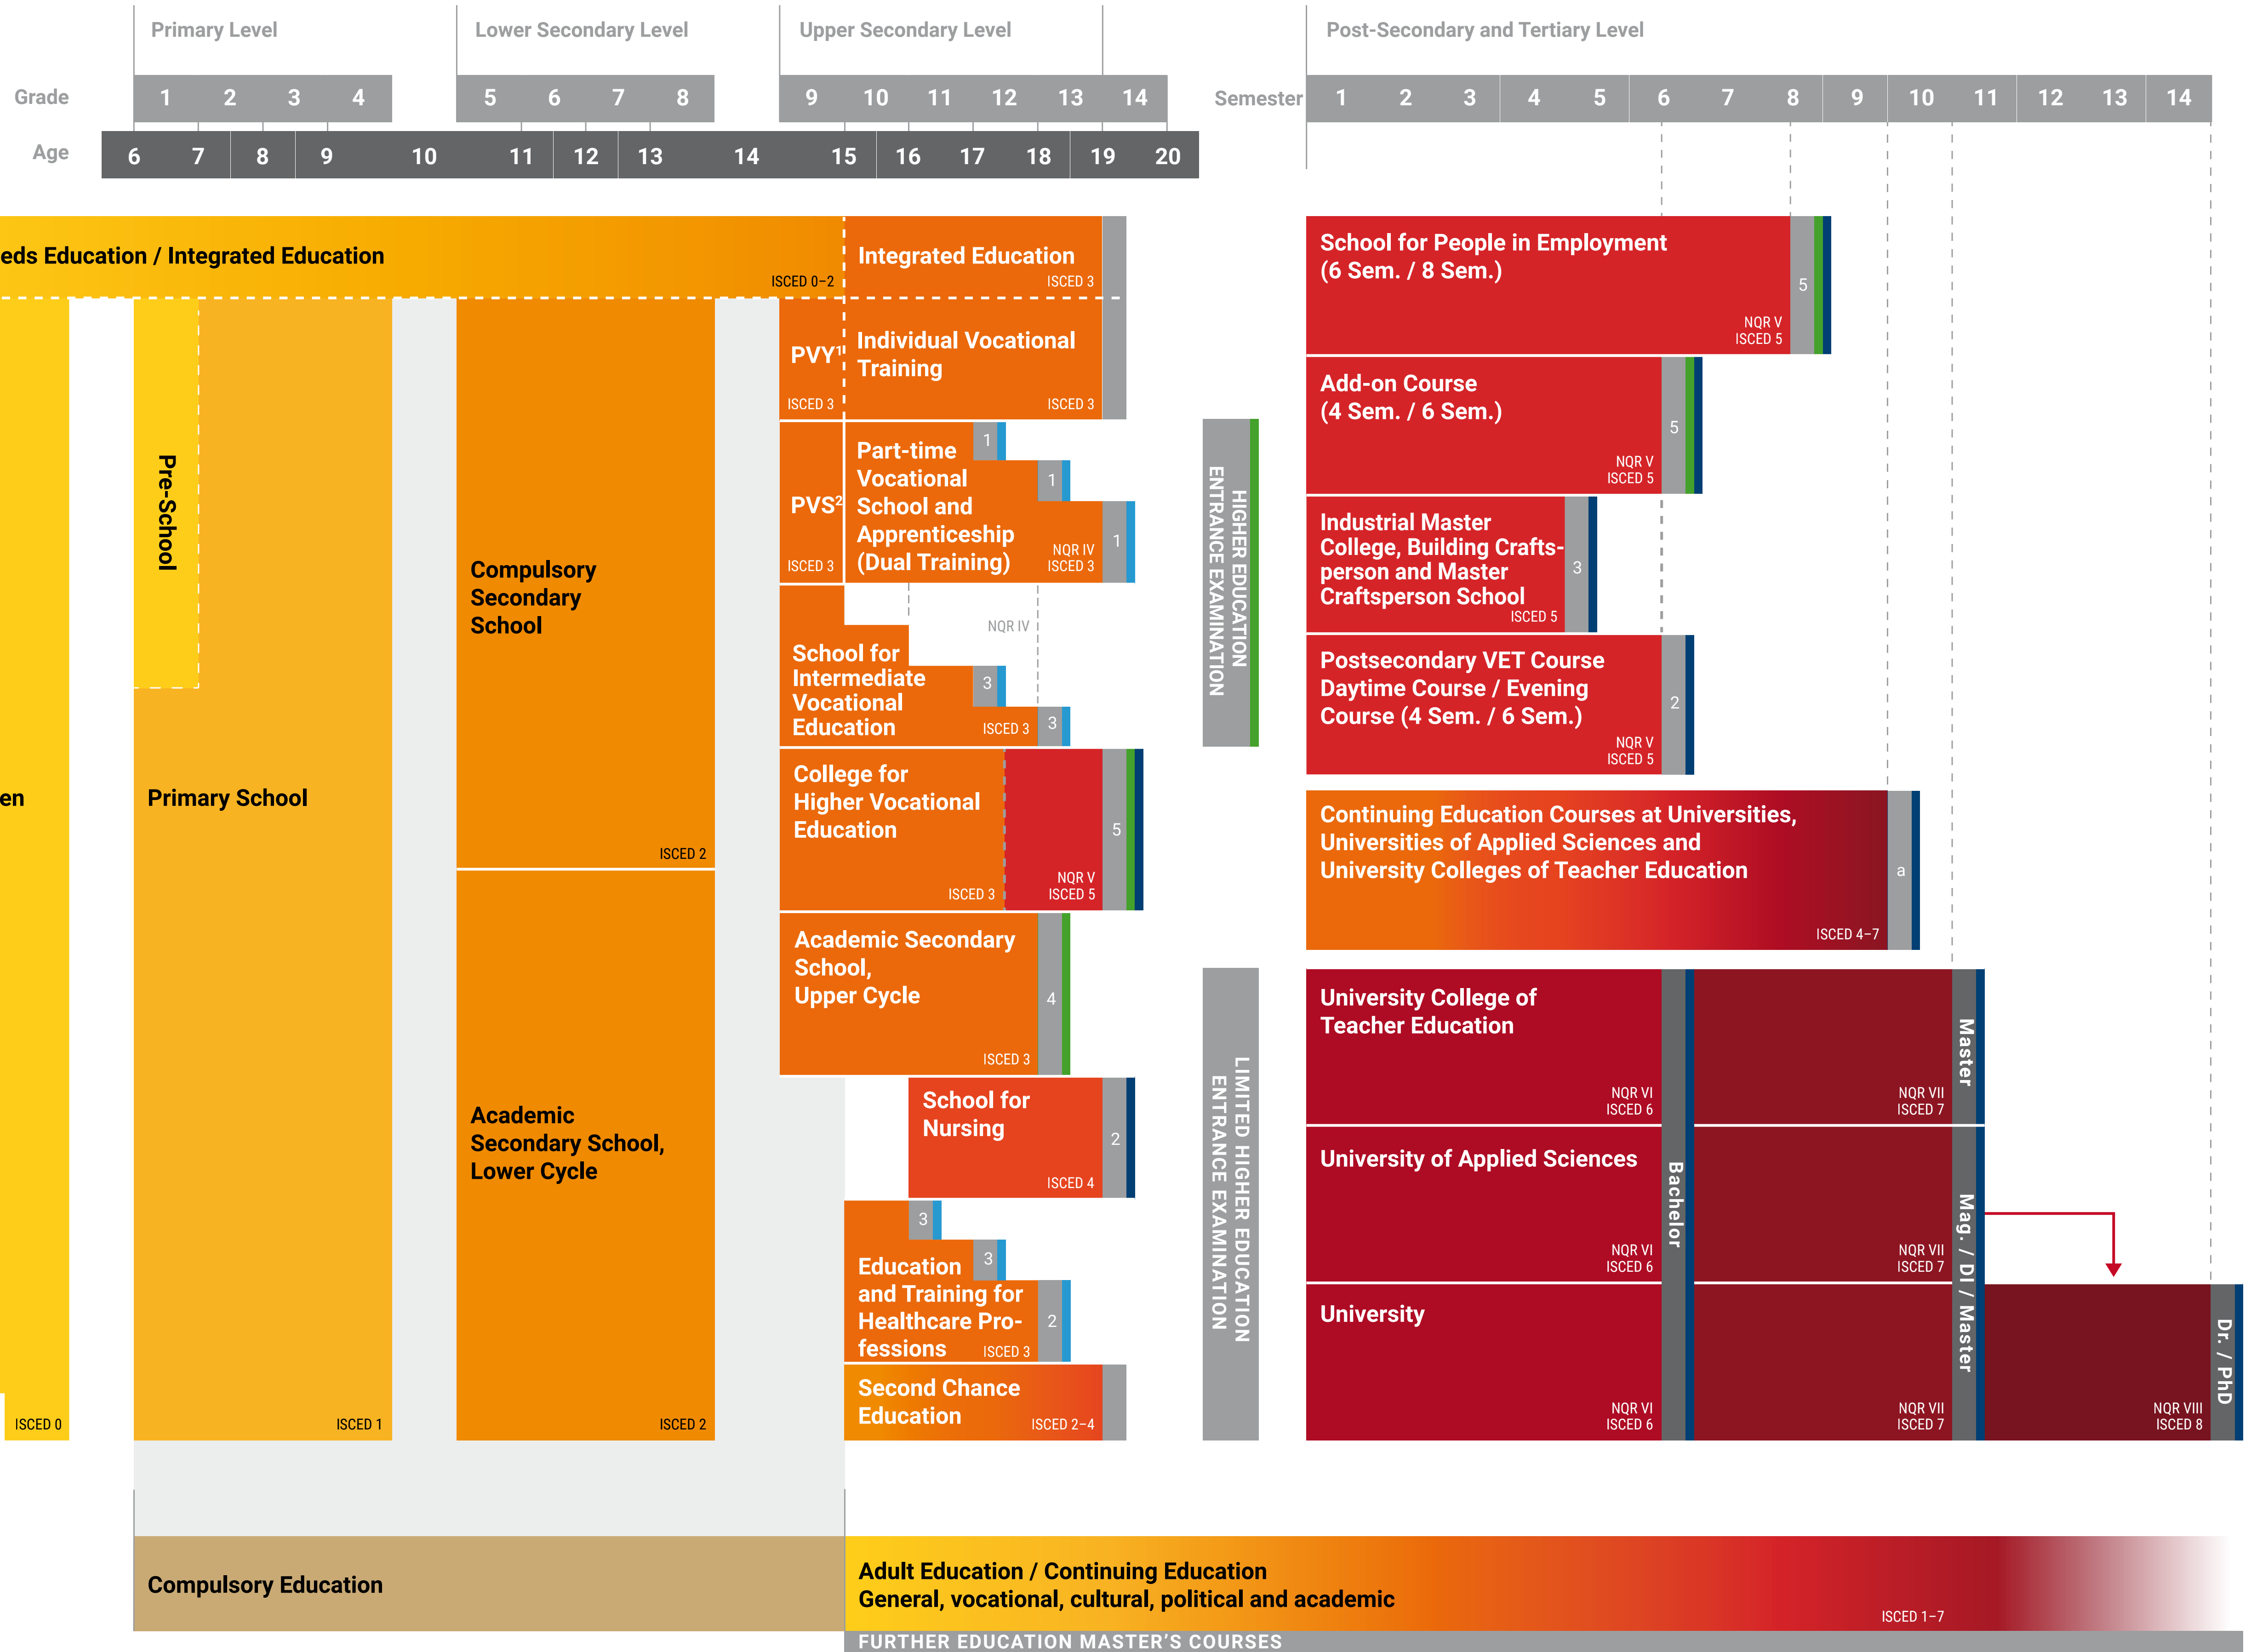 Primary Level
Lower Secondary Level
Upper Secondary Level
Post-Secondary and Tertiary Level
Grade
1 2 3 4
5 6 7 8
9 10 11 12 13 14
Semester
1 2 3 4 5 6 7 8 9 10 11 12 13 14
Age
6 7 8 9 10 11 12 13 14 15 16 17 18 19 20
eds Education / Integrated Education
ISCED 0–2
en
ISCED 0
Pre-School
Primary School
ISCED 1
Compulsory
Secondary
School
ISCED 2
Academic
Secondary School,
Lower Cycle
ISCED 2
Integrated Education
ISCED 3
PVY¹
ISCED 3
Individual Vocational
Training
ISCED 3
PVS²
ISCED 3
Part-time
Vocational
School and
Apprenticeship
(Dual Training)
NQR IV
ISCED 3
1
1
1
NQR IV
School for
Intermediate
Vocational
Education
ISCED 3
3
3
College for
Higher Vocational
Education
ISCED 3
NQR V
ISCED 5
5
Academic Secondary
School,
Upper Cycle
ISCED 3
4
School for
Nursing
ISCED 4
2
3
3
Education
and Training for
Healthcare Pro-
fessions
ISCED 3
2
Second Chance
Education
ISCED 2–4
HIGHER EDUCATION
ENTRANCE EXAMINATION
LIMITED HIGHER EDUCATION
ENTRANCE EXAMINATION
School for People in Employment
(6 Sem. / 8 Sem.)
NQR V
ISCED 5
5
Add-on Course
(4 Sem. / 6 Sem.)
NQR V
ISCED 5
5
Industrial Master
College, Building Crafts-
person and Master
Craftsperson School
ISCED 5
3
Postsecondary VET Course
Daytime Course / Evening
Course (4 Sem. / 6 Sem.)
NQR V
ISCED 5
2
Continuing Education Courses at Universities,
Universities of Applied Sciences and
University Colleges of Teacher Education
ISCED 4–7
a
University College of
Teacher Education
NQR VI
ISCED 6
NQR VII
ISCED 7
Master
University of Applied Sciences
NQR VI
ISCED 6
Bachelor
NQR VII
ISCED 7
Mag. / DI / Master
University
NQR VI
ISCED 6
NQR VII
ISCED 7
NQR VIII
ISCED 8
Dr. / PhD
Compulsory Education
Adult Education / Continuing Education
General, vocational, cultural, political and academic
ISCED 1–7
FURTHER EDUCATION MASTER'S COURSES